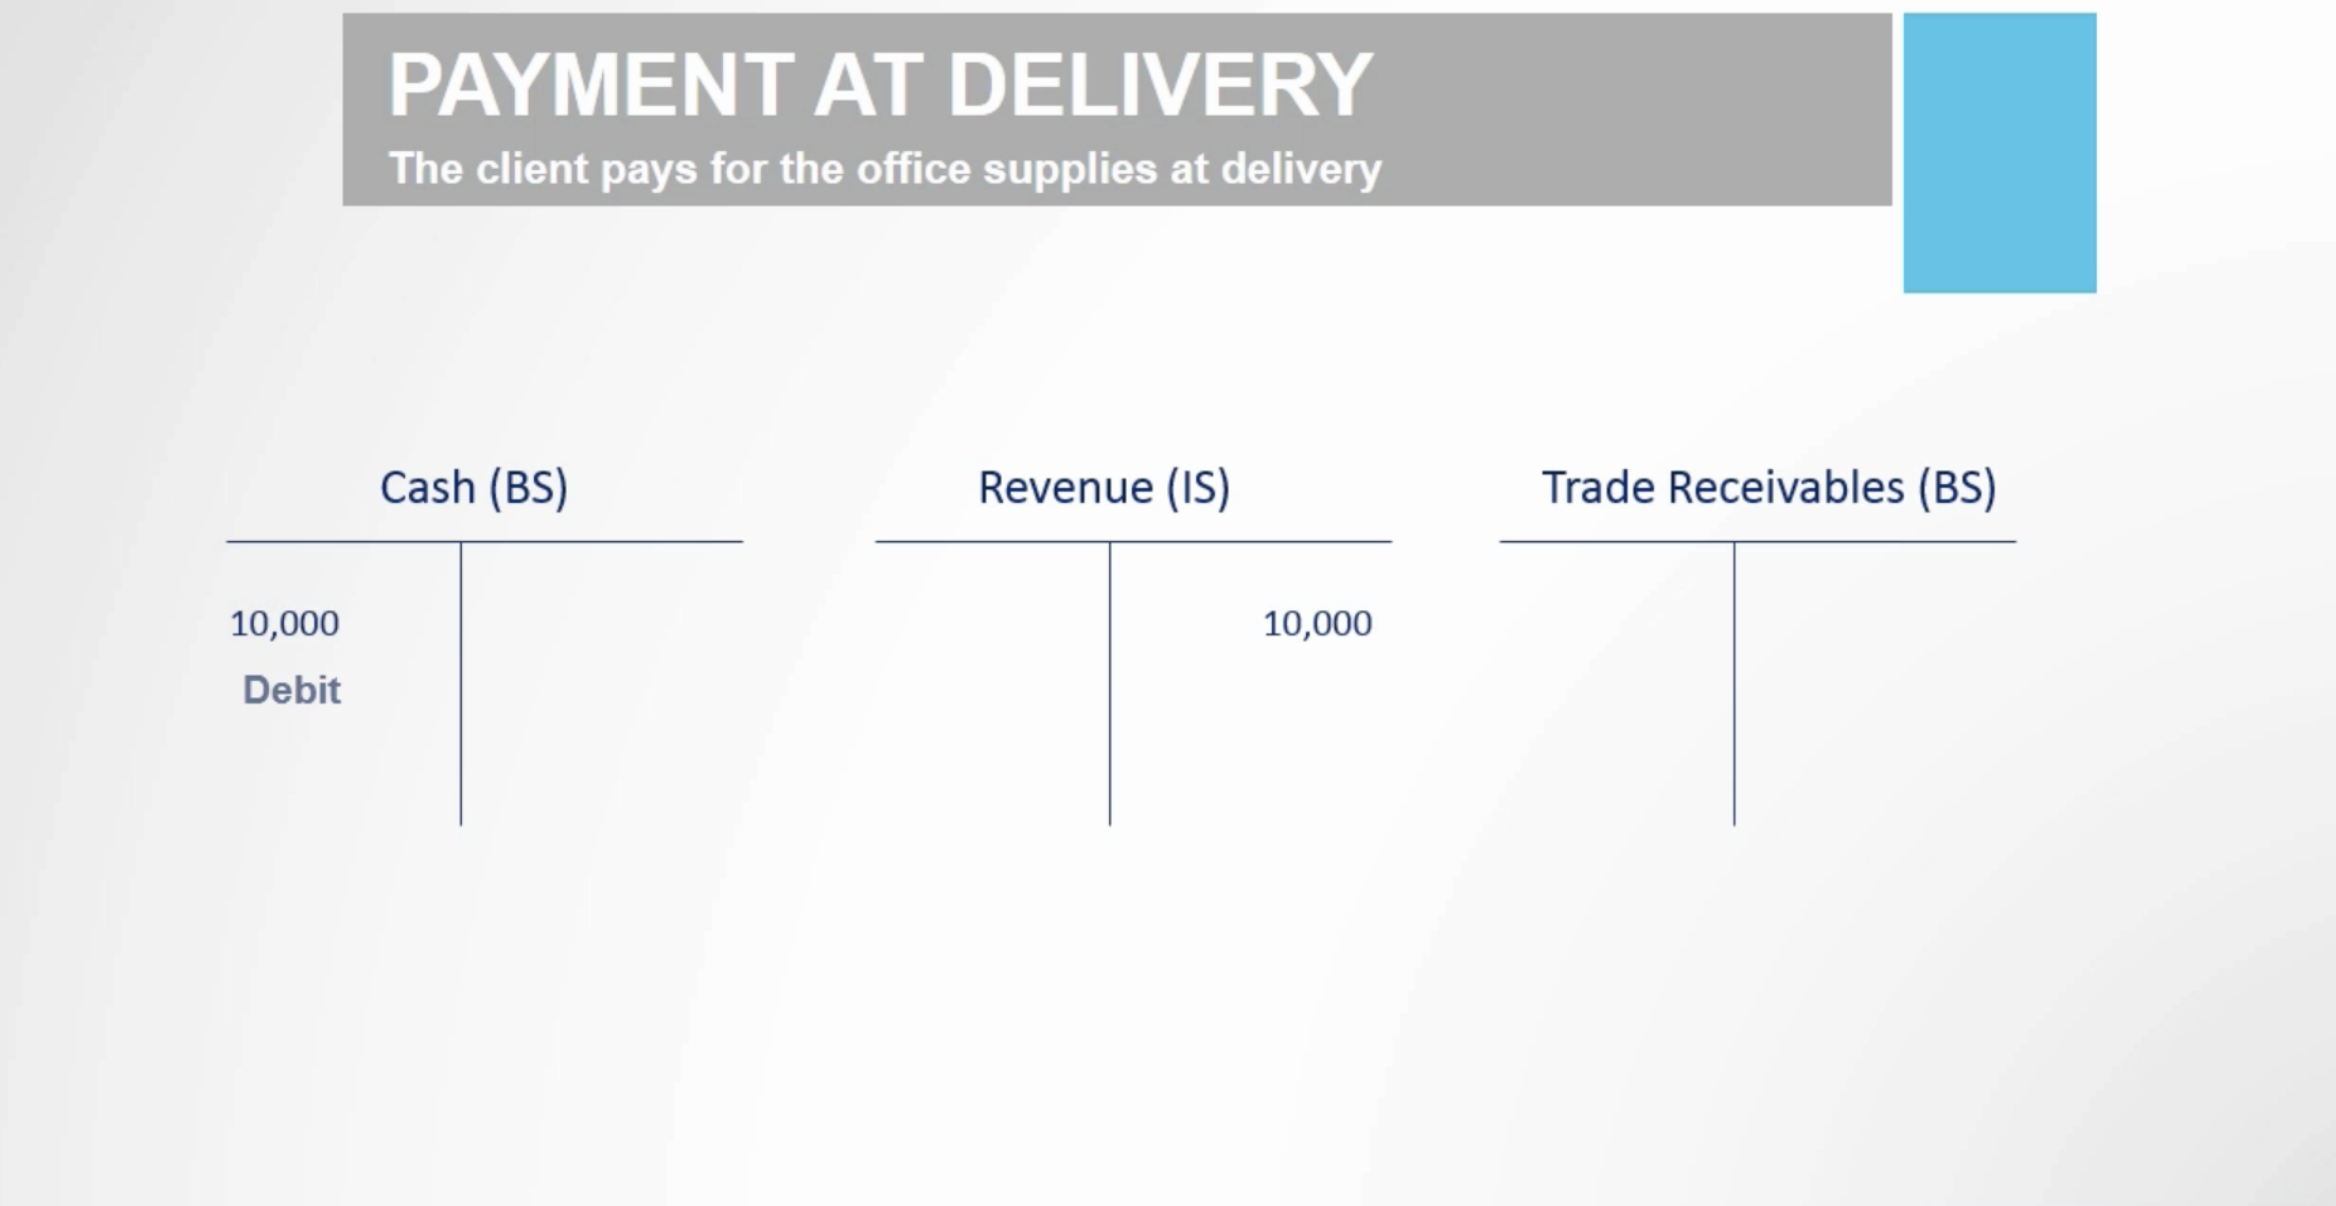 PAYMENT AT DELIVERY
The client pays for the office supplies at delivery
Cash (BS)
Revenue (IS)
Trade Receivables (BS)
10,000
10,000
Debit